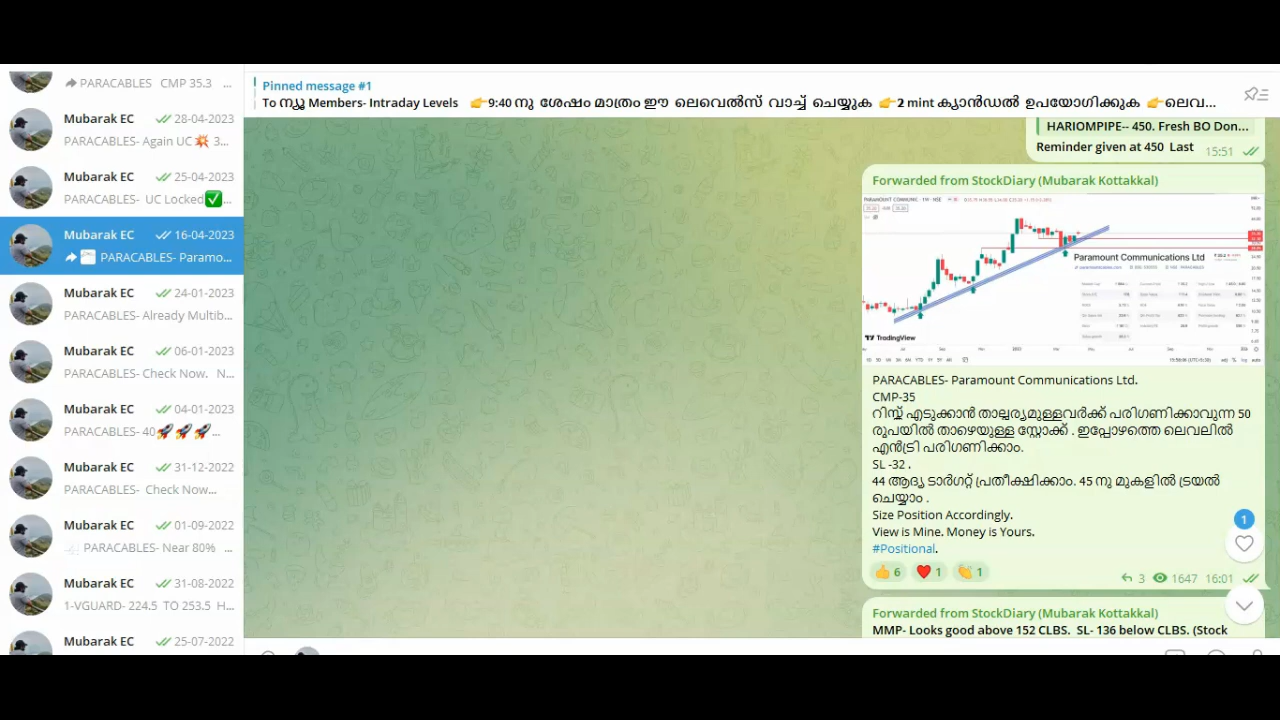 PARACABLES CMP 35.3 ...
Mubarak EC 28-04-2023
PARACABLES- Again UC💥 3...
Mubarak EC 25-04-2023
PARACABLES- UC Locked✅...
Mubarak EC 16-04-2023
PARACABLES- Paramo...
Mubarak EC 24-01-2023
PARACABLES- Already Multib...
Mubarak EC 06-01-2023
PARACABLES- Check Now. N...
Mubarak EC 04-01-2023
PARACABLES- 40🚀🚀🚀...
Mubarak EC 31-12-2022
PARACABLES- Check Now...
Mubarak EC 01-09-2022
PARACABLES- Near 80% ...
Mubarak EC 31-08-2022
1-VGUARD- 224.5 TO 253.5 H...
Mubarak EC 25-07-2022
Pinned message #1
To ന്യൂ Members- Intraday Levels 👉9:40 നു ശേഷം മാത്രം ഈ ലെവെൽസ് വാച്ച് ചെയ്യുക 👉2 mint ക്യാൻഡൽ ഉപയോഗിക്കുക 👉ലെവ...
HARIOMPIPE-- 450. Fresh BO Don...
Reminder given at 450 Last 15:51
Forwarded from StockDiary (Mubarak Kottakkal)
Paramount Communications Ltd
TradingView
PARACABLES- Paramount Communications Ltd.
CMP-35
റിസ്ക് എടുക്കാൻ താല്പര്യമുള്ളവർക്ക് പരിഗണിക്കാവുന്ന 50
രൂപയിൽ താഴെയുള്ള സ്റ്റോക്ക് . ഇപ്പോഴത്തെ ലെവലിൽ
എൻട്രി പരിഗണിക്കാം.
SL -32 .
44 ആദ്യ ടാർഗറ്റ് പ്രതീക്ഷിക്കാം. 45 നു മുകളിൽ ട്രയൽ
ചെയ്യാം .
Size Position Accordingly.
View is Mine. Money is Yours.
#Positional.
👍 6 ❤️ 1 👏 1
3 1647 16:01
1
Forwarded from StockDiary (Mubarak Kottakkal)
MMP- Looks good above 152 CLBS. SL- 136 below CLBS. (Stock